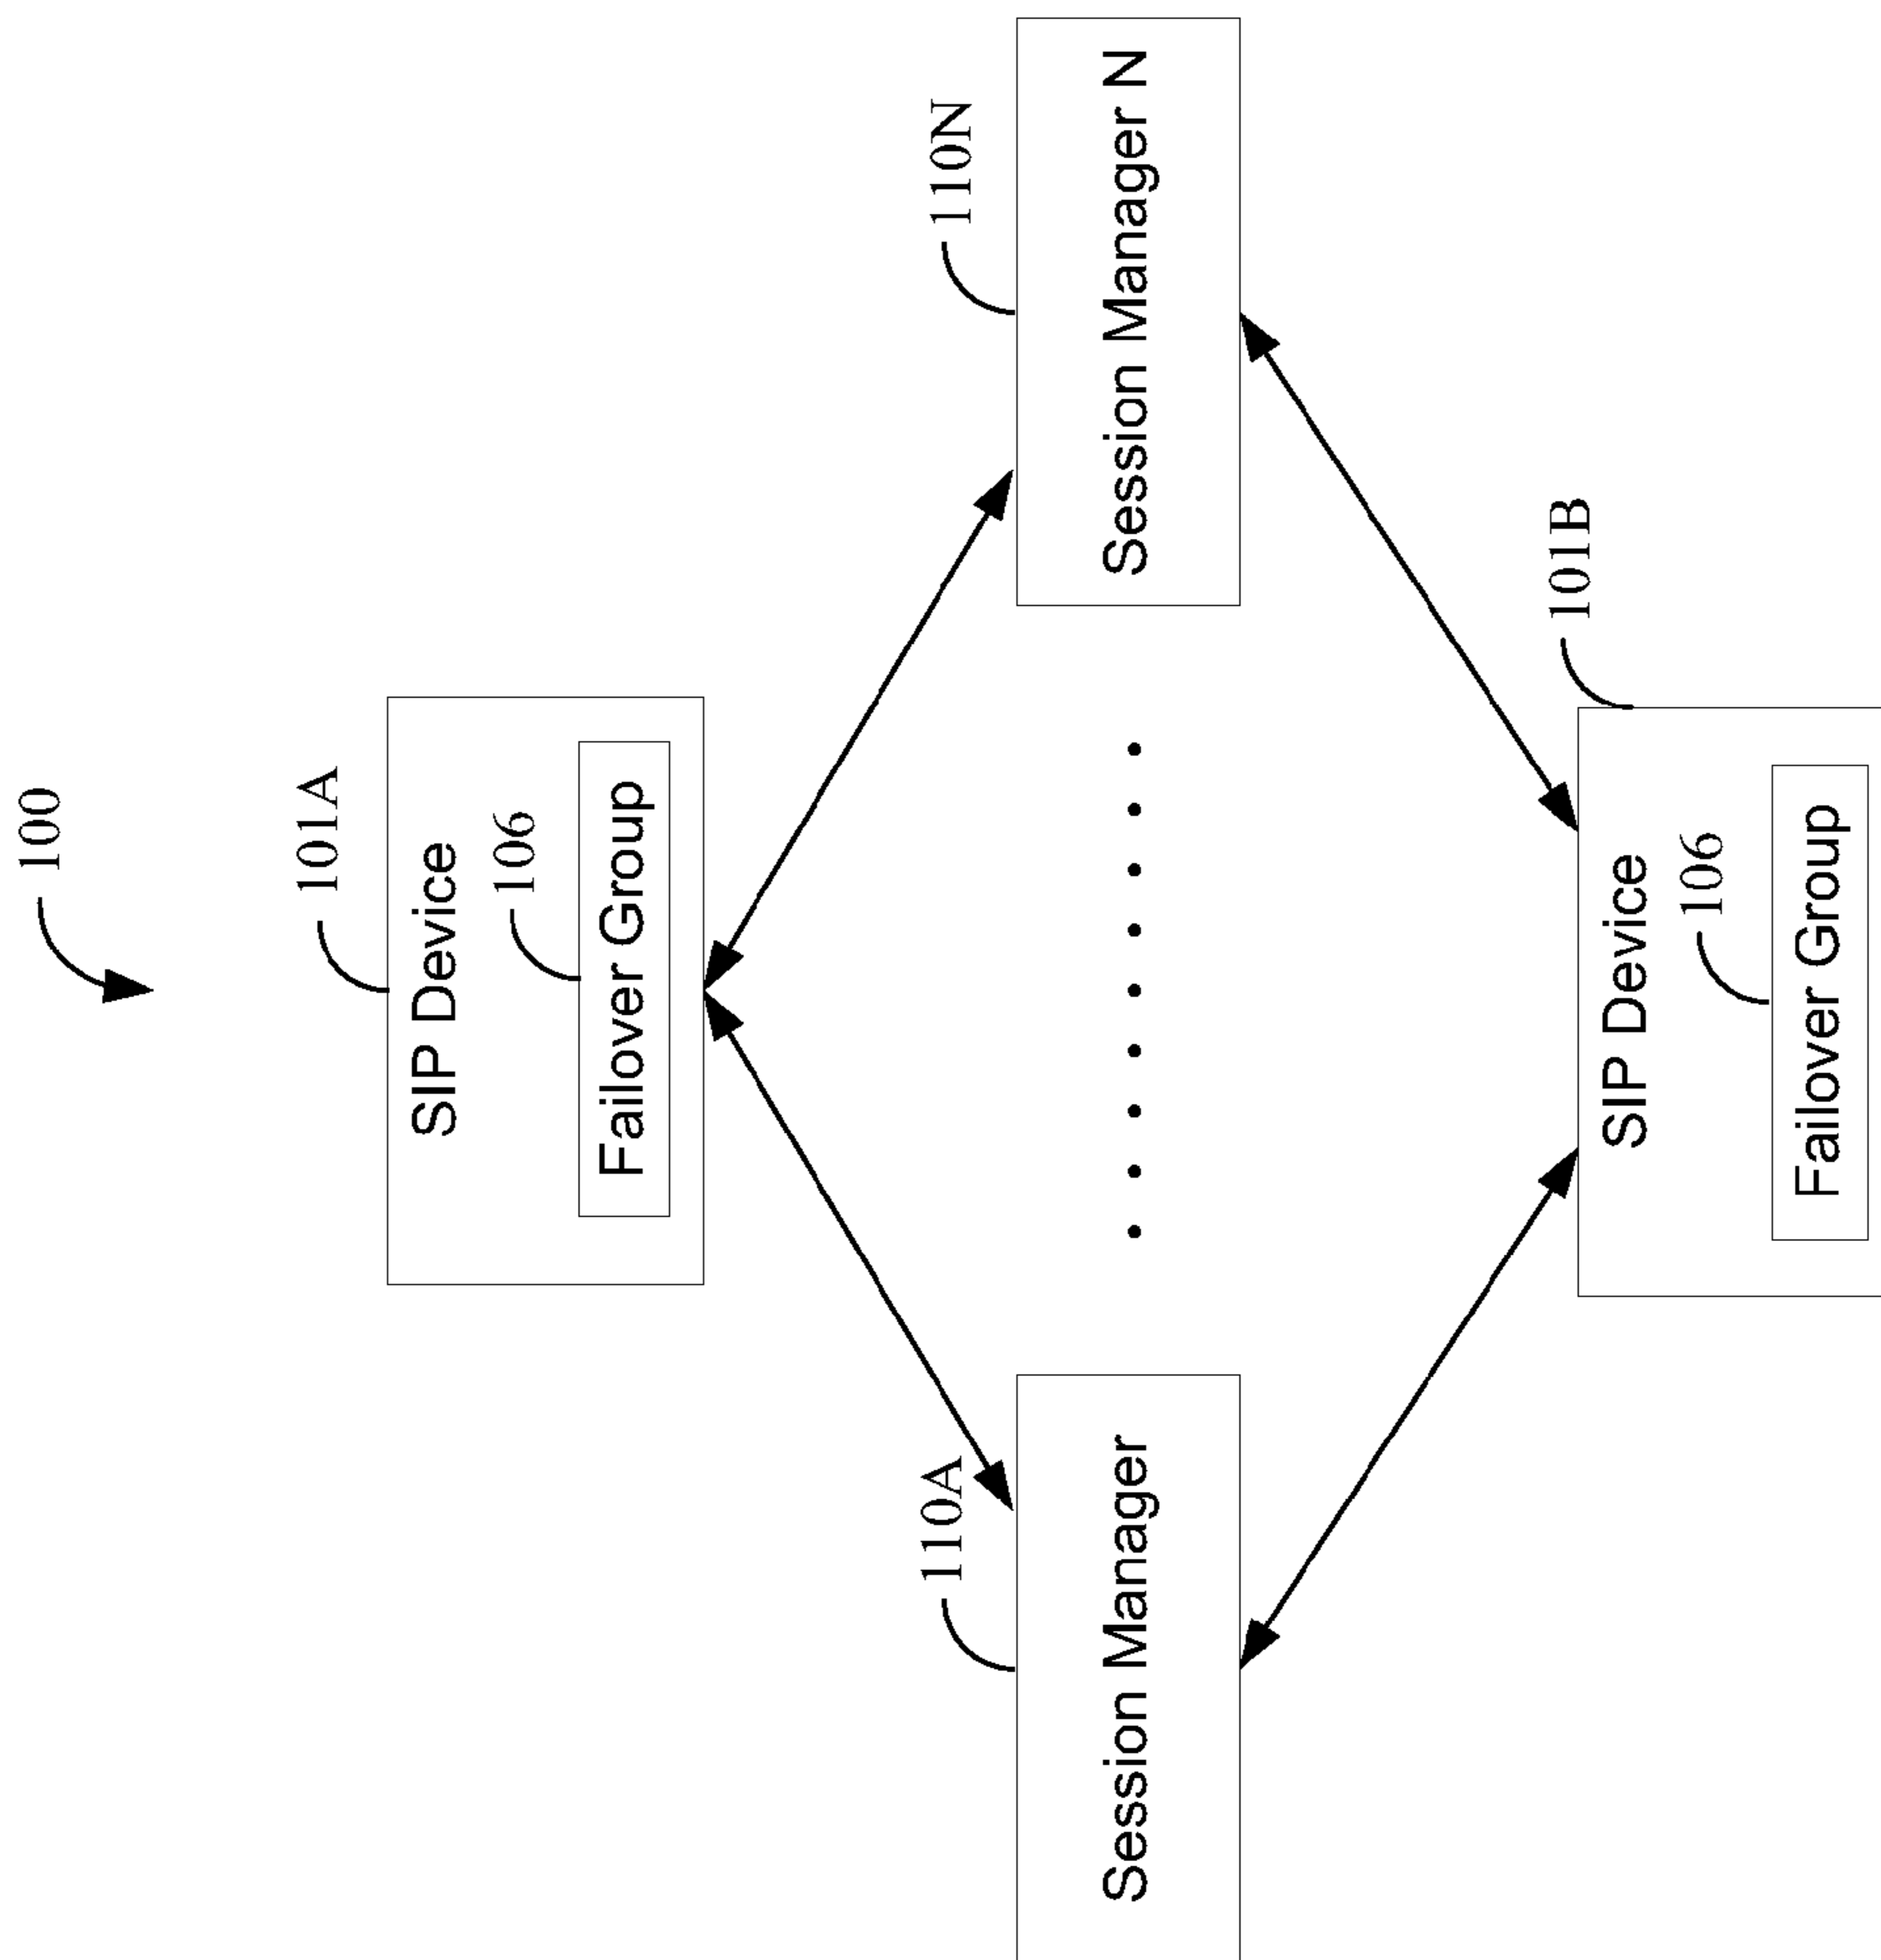 100
101A
SIP Device
106
Failover Group
110A
Session Manager
110N
Session Manager N
101B
SIP Device
106
Failover Group